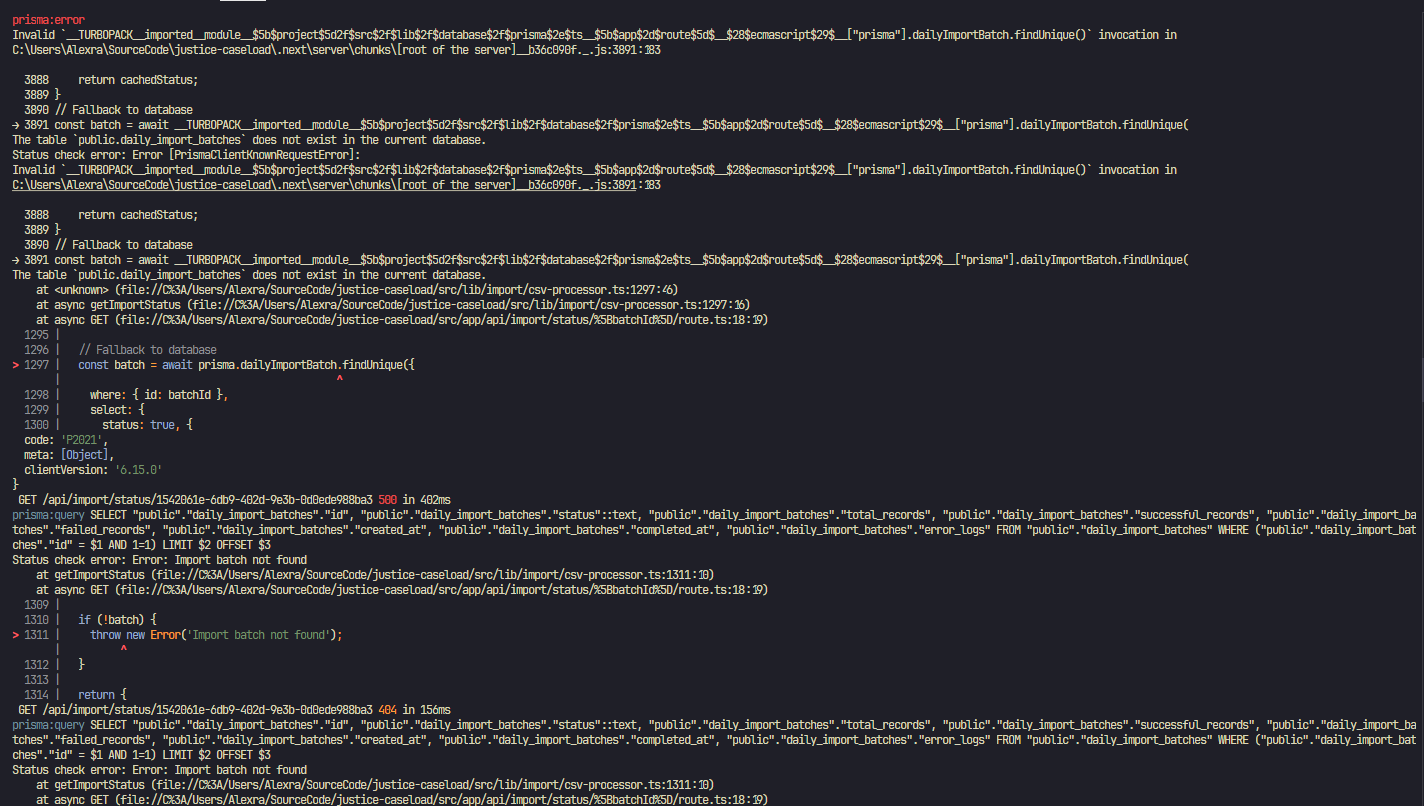 prisma:error
Invalid `__TURBOPACK__imported__module__$5b$project$5d2f$src$2f$lib$2f$database$2f$prisma$2e$ts__$5b$app$2d$route$5d$__$28$ecmascript$29$__["prisma"].dailyImportBatch.findUnique()` invocation in
C:\Users\Alexra\SourceCode\justice-caseload\.next\server\chunks\[root of the server]__b36c090f._.js:3891:183
3888     return cachedStatus;
3889 }
3890 // Fallback to database
→ 3891 const batch = await __TURBOPACK__imported__module__$5b$project$5d2f$src$2f$lib$2f$database$2f$prisma$2e$ts__$5b$app$2d$route$5d$__$28$ecmascript$29$__["prisma"].dailyImportBatch.findUnique(
The table `public.daily_import_batches` does not exist in the current database.
Status check error: Error [PrismaClientKnownRequestError]:
Invalid `__TURBOPACK__imported__module__$5b$project$5d2f$src$2f$lib$2f$database$2f$prisma$2e$ts__$5b$app$2d$route$5d$__$28$ecmascript$29$__["prisma"].dailyImportBatch.findUnique()` invocation in
C:\Users\Alexra\SourceCode\justice-caseload\.next\server\chunks\[root of the server]__b36c090f._.js:3891:183
3888     return cachedStatus;
3889 }
3890 // Fallback to database
→ 3891 const batch = await __TURBOPACK__imported__module__$5b$project$5d2f$src$2f$lib$2f$database$2f$prisma$2e$ts__$5b$app$2d$route$5d$__$28$ecmascript$29$__["prisma"].dailyImportBatch.findUnique(
The table `public.daily_import_batches` does not exist in the current database.
at <unknown> (file://C%3A/Users/Alexra/SourceCode/justice-caseload/src/lib/import/csv-processor.ts:1297:46)
at async getImportStatus (file://C%3A/Users/Alexra/SourceCode/justice-caseload/src/lib/import/csv-processor.ts:1297:16)
at async GET (file://C%3A/Users/Alexra/SourceCode/justice-caseload/src/app/api/import/status/%5BbatchId%5D/route.ts:18:19)
1295 |
1296 |   // Fallback to database
> 1297 |   const batch = await prisma.dailyImportBatch.findUnique({
|                                               ^
1298 |     where: { id: batchId },
1299 |     select: {
1300 |       status: true, {
code: 'P2021',
meta: [Object],
clientVersion: '6.15.0'
}
GET /api/import/status/1542061e-6db9-402d-9e3b-0d0ede988ba3 500 in 402ms
prisma:query SELECT "public"."daily_import_batches"."id", "public"."daily_import_batches"."status"::text, "public"."daily_import_batches"."total_records", "public"."daily_import_batches"."successful_records", "public"."daily_import_ba
tches"."failed_records", "public"."daily_import_batches"."created_at", "public"."daily_import_batches"."completed_at", "public"."daily_import_batches"."error_logs" FROM "public"."daily_import_batches" WHERE ("public"."daily_import_bat
ches"."id" = $1 AND 1=1) LIMIT $2 OFFSET $3
Status check error: Error: Import batch not found
at getImportStatus (file://C%3A/Users/Alexra/SourceCode/justice-caseload/src/lib/import/csv-processor.ts:1311:10)
at async GET (file://C%3A/Users/Alexra/SourceCode/justice-caseload/src/app/api/import/status/%5BbatchId%5D/route.ts:18:19)
1309 |
1310 |   if (!batch) {
> 1311 |     throw new Error('Import batch not found');
|          ^
1312 |   }
1313 |
1314 |   return {
GET /api/import/status/1542061e-6db9-402d-9e3b-0d0ede988ba3 404 in 156ms
prisma:query SELECT "public"."daily_import_batches"."id", "public"."daily_import_batches"."status"::text, "public"."daily_import_batches"."total_records", "public"."daily_import_batches"."successful_records", "public"."daily_import_ba
tches"."failed_records", "public"."daily_import_batches"."created_at", "public"."daily_import_batches"."completed_at", "public"."daily_import_batches"."error_logs" FROM "public"."daily_import_batches" WHERE ("public"."daily_import_bat
ches"."id" = $1 AND 1=1) LIMIT $2 OFFSET $3
Status check error: Error: Import batch not found
at getImportStatus (file://C%3A/Users/Alexra/SourceCode/justice-caseload/src/lib/import/csv-processor.ts:1311:10)
at async GET (file://C%3A/Users/Alexra/SourceCode/justice-caseload/src/app/api/import/status/%5BbatchId%5D/route.ts:18:19)